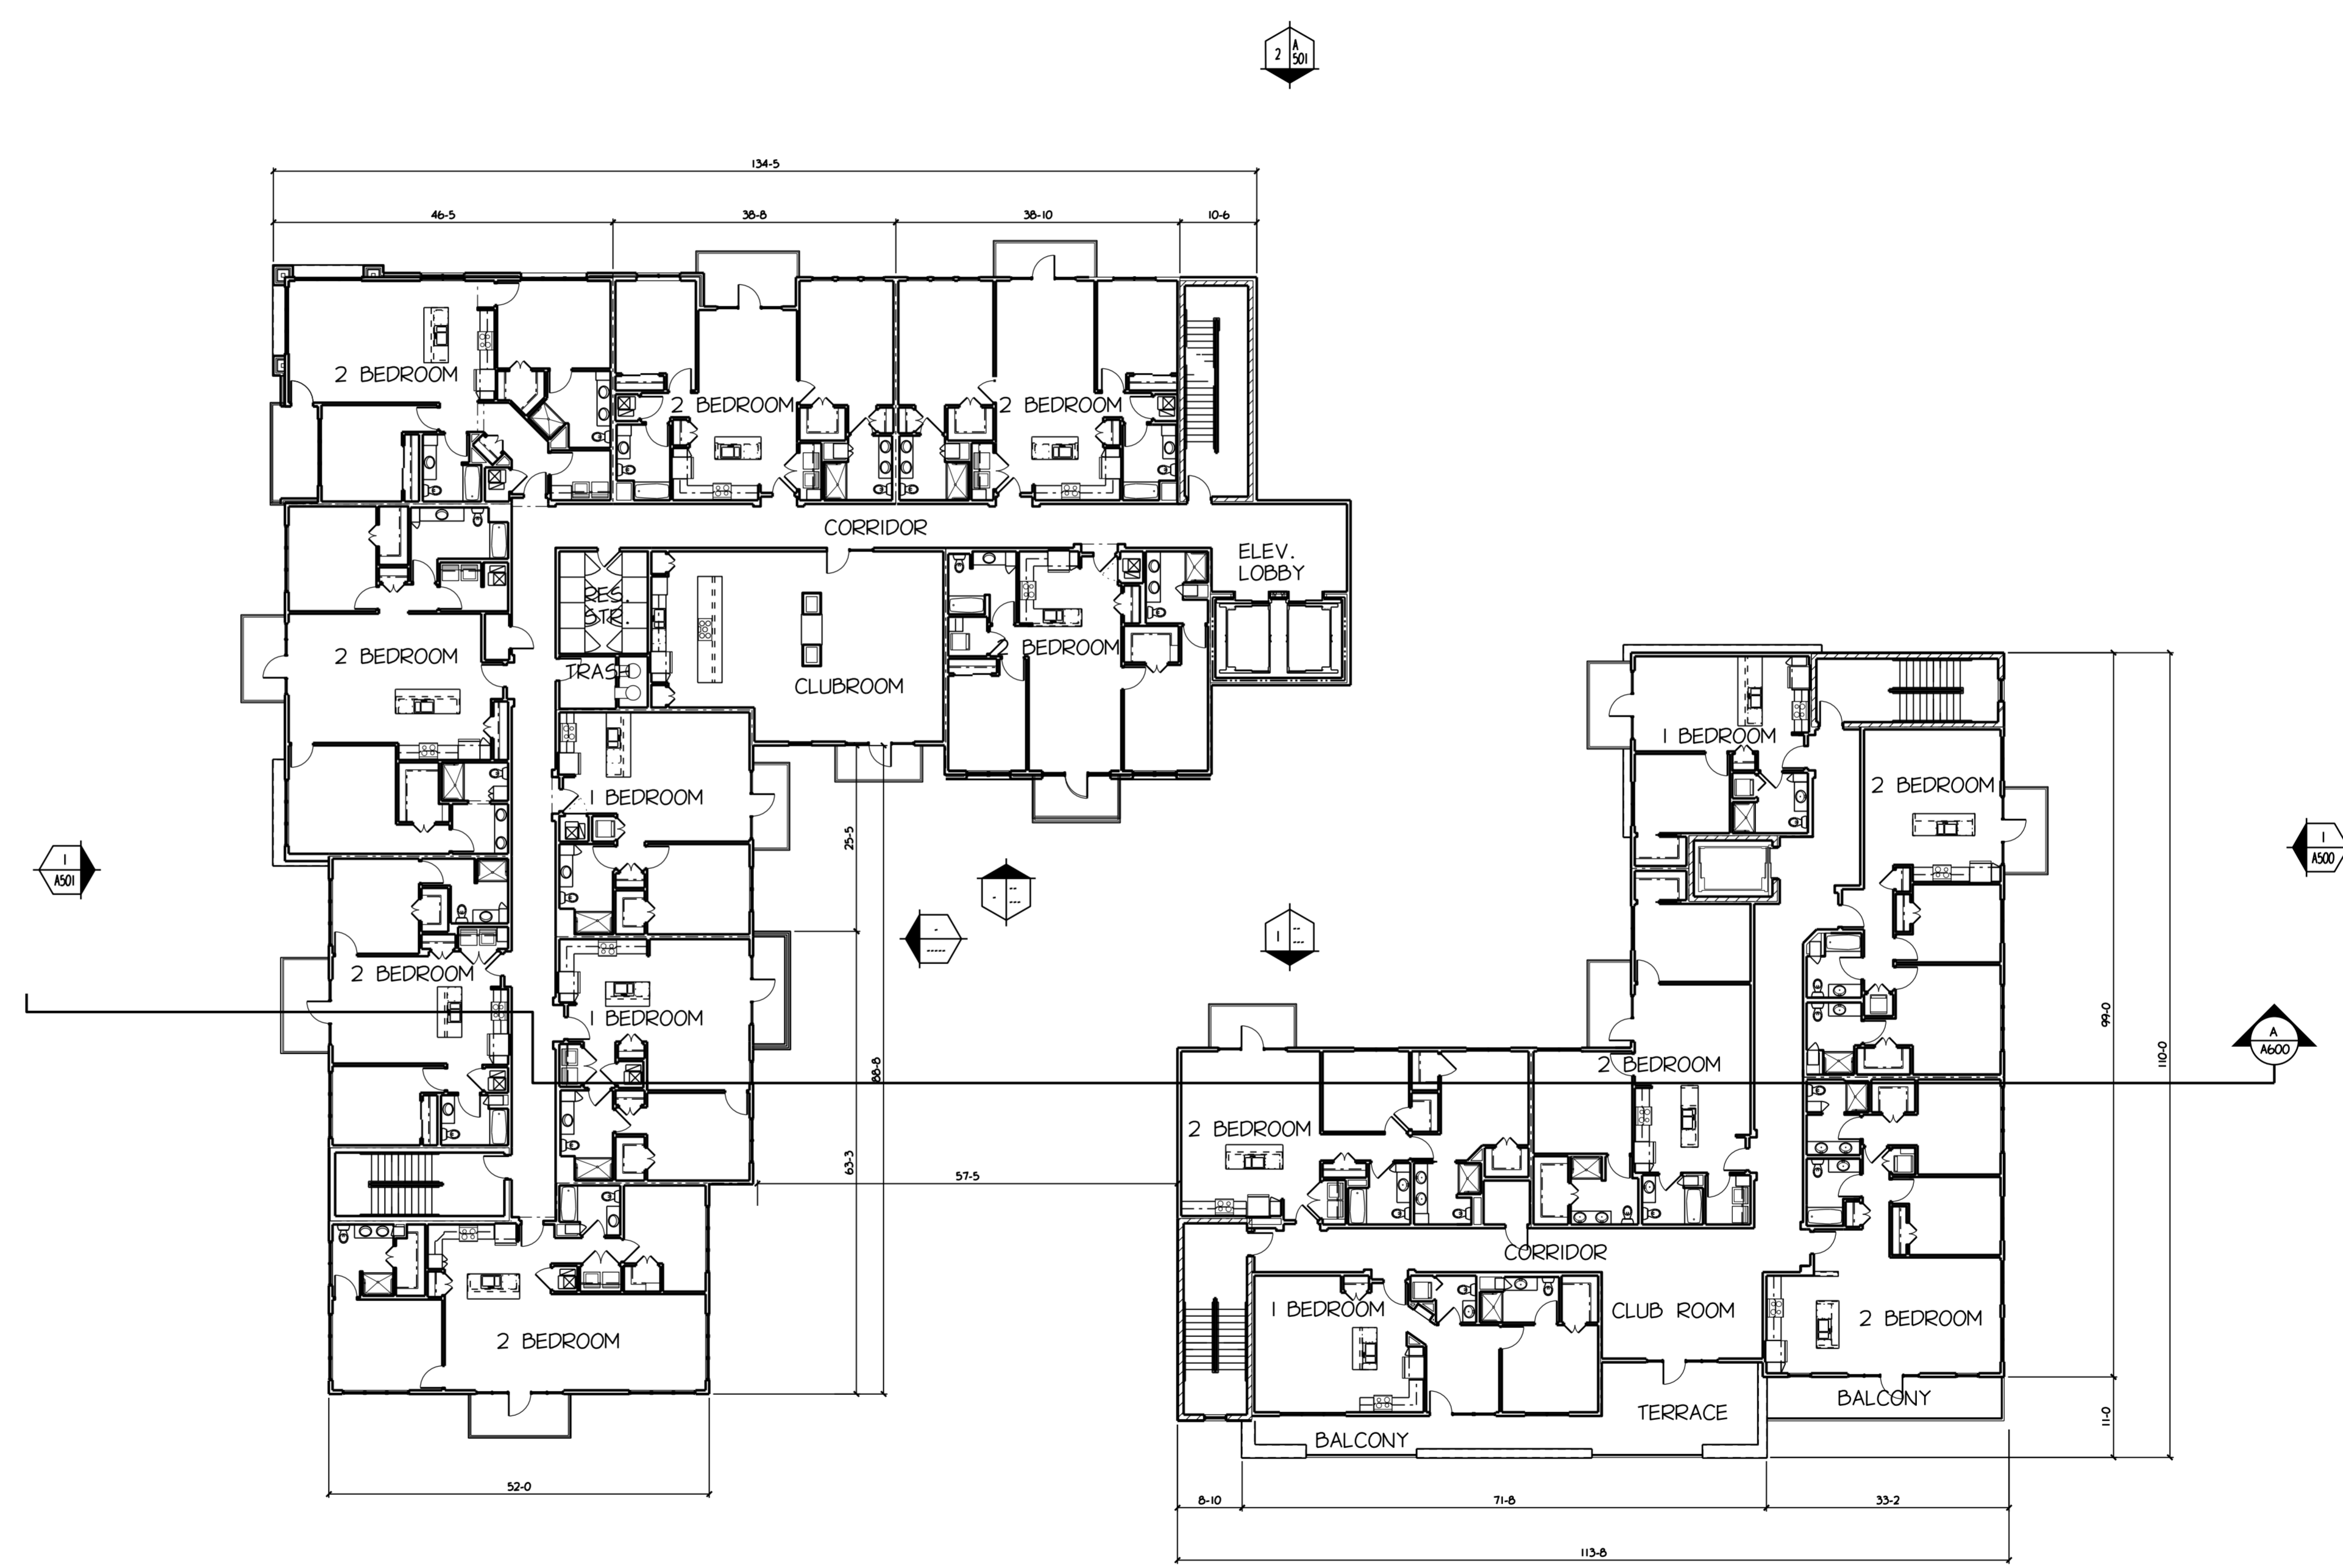 2 A
501
134-5
46-5 38-8 38-10 10-6
2 BEDROOM
2 BEDROOM
2 BEDROOM
CORRIDOR
ELEV.
LOBBY
RES.
STR.
2 BEDROOM
2 BEDROOM
TRASH
CLUBROOM
1 BEDROOM
2 BEDROOM
1 BEDROOM
25-5
1
A501
1
A500
-
--
---
-
-----
1
--
---
2 BEDROOM
1 BEDROOM
99-0
110-0
A
A600
88-8
2 BEDROOM
2 BEDROOM
63-3
57-5
CORRIDOR
1 BEDROOM
CLUB ROOM
2 BEDROOM
2 BEDROOM
BALCONY
TERRACE
11-0
BALCONY
52-0
8-10 71-8 33-2
113-8